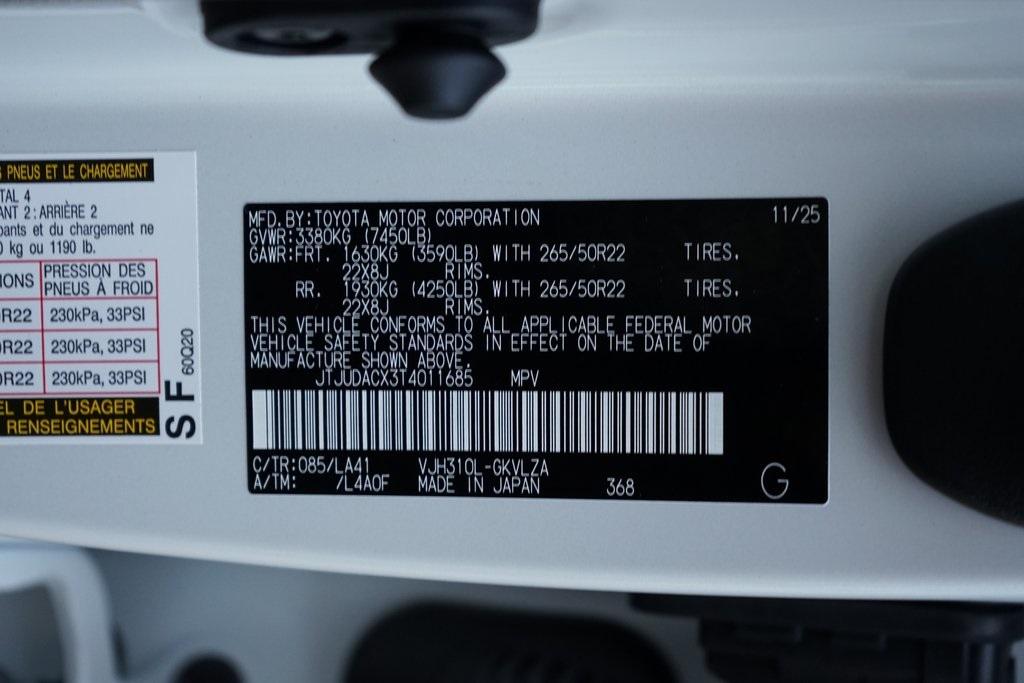 PNEUS ET LE CHARGEMENT
TAL 4
ANT 2 : ARRIÈRE 2
pants et du chargement ne
0 kg ou 1190 lb.
IONS PRESSION DES
PNEUS À FROID
0R22 230kPa, 33PSI
0R22 230kPa, 33PSI
0R22 230kPa, 33PSI
EL DE L'USAGER
RENSEIGNEMENTS
S F 60Q20
MFD.BY:TOYOTA MOTOR CORPORATION 11/25
GVWR:3380KG (7450LB)
GAWR:FRT. 1630KG (3590LB) WITH 265/50R22 TIRES.
22X8J RIMS.
RR. 1930KG (4250LB) WITH 265/50R22 TIRES.
22X8J RIMS.
THIS VEHICLE CONFORMS TO ALL APPLICABLE FEDERAL MOTOR
VEHICLE SAFETY STANDARDS IN EFFECT ON THE DATE OF
MANUFACTURE SHOWN ABOVE.
JTJUDACX3T4011685 MPV
C/TR:085/LA41 VJH310L-GKVLZA
A/TM: /L4A0F MADE IN JAPAN 368
G